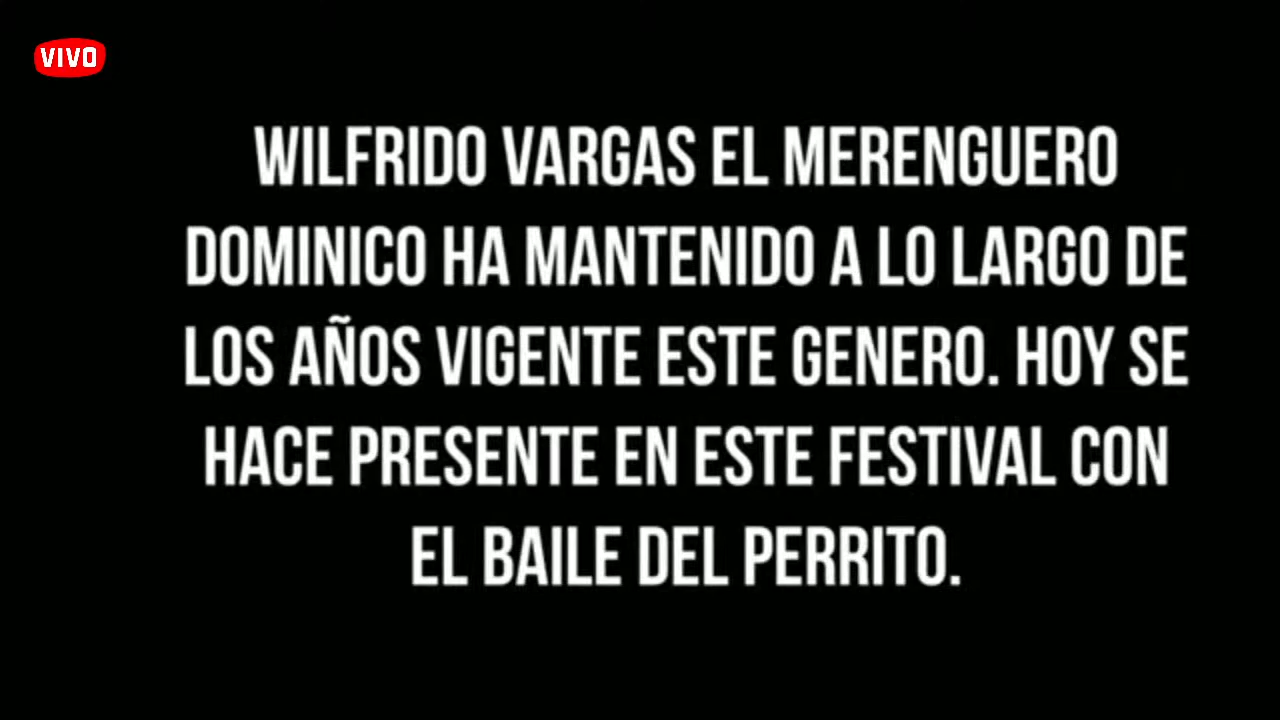 VIVO
WILFRIDO VARGAS EL MERENGUERO
DOMINICO HA MANTENIDO A LO LARGO DE
LOS AÑOS VIGENTE ESTE GENERO. HOY SE
HACE PRESENTE EN ESTE FESTIVAL CON
EL BAILE DEL PERRITO.